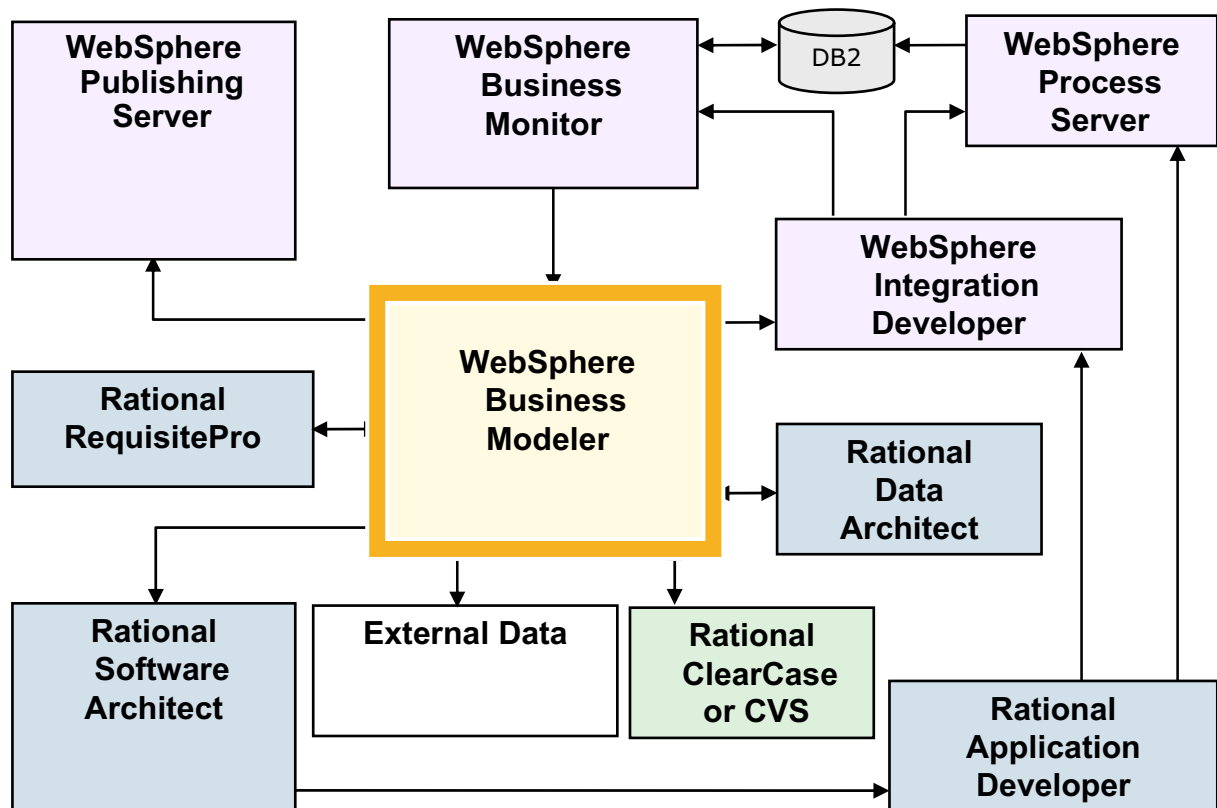 WebSphere
Publishing
Server
WebSphere
Business
Monitor
DB2
WebSphere
Process
Server
WebSphere
Integration
Developer
WebSphere
Business
Modeler
Rational
RequisitePro
Rational
Data
Architect
Rational
Software
Architect
External Data
Rational
ClearCase
or CVS
Rational
Application
Developer